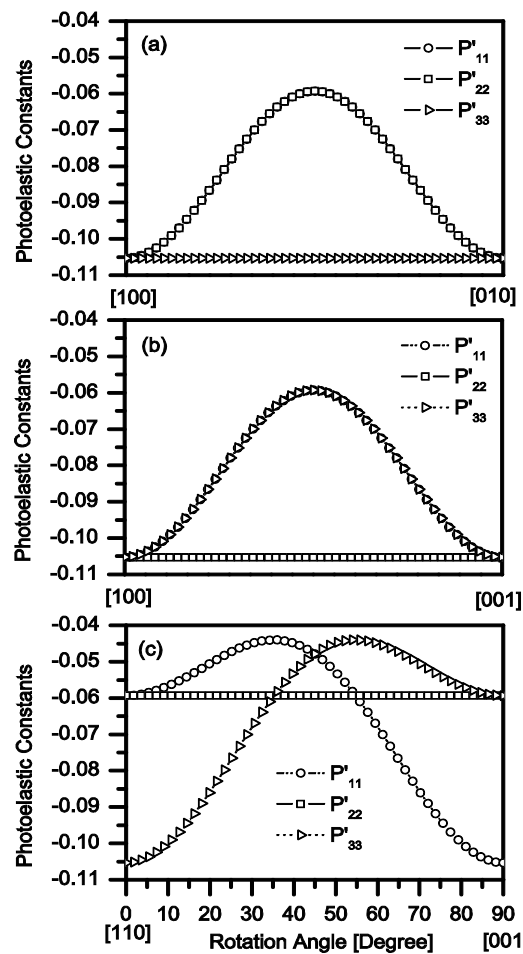 -0.04
(a)
P'11
-0.05
P'22
-0.06
P'33
-0.07
-0.08
-0.09
-0.10
-0.11
Photoelastic Constants
[100]
[010]
-0.04
(b)
P'11
-0.05
P'22
-0.06
P'33
-0.07
-0.08
-0.09
-0.10
-0.11
Photoelastic Constants
[100]
[001]
-0.04
(c)
-0.05
-0.06
-0.07
-0.08
P'11
-0.09
P'22
-0.10
P'33
-0.11
Photoelastic Constants
0 10 20 30 40 50 60 70 80 90
[110]
Rotation Angle [Degree]
[001